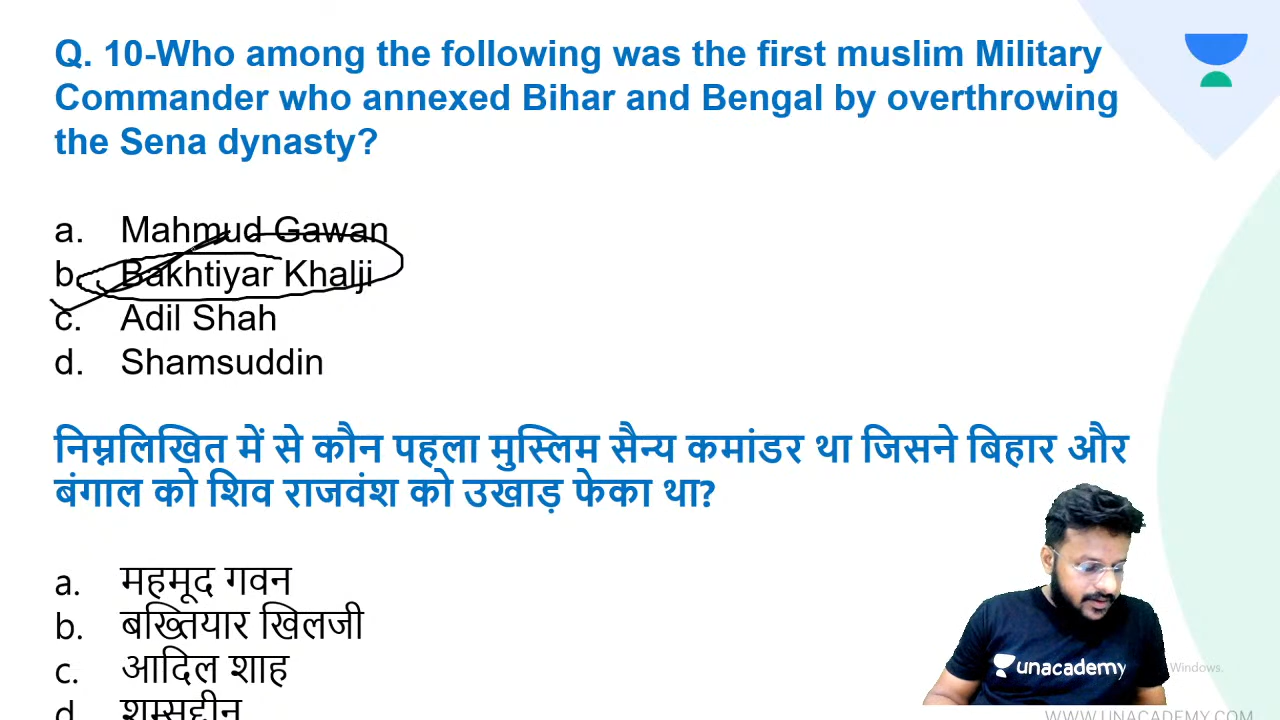 Q. 10-Who among the following was the first muslim Military
Commander who annexed Bihar and Bengal by overthrowing
the Sena dynasty?
a. Mahmud Gawan
b. Bakhtiyar Khalji
c. Adil Shah
d. Shamsuddin
निम्नलिखित में से कौन पहला मुस्लिम सैन्य कमांडर था जिसने बिहार और
बंगाल को शिव राजवंश को उखाड़ फेका था?
a. महमूद गवन
b. बख्तियार खिलजी
c. आदिल शाह
d. शम्सुद्दीन
unacademy
Windows.
WWW.UNACADEMY.COM